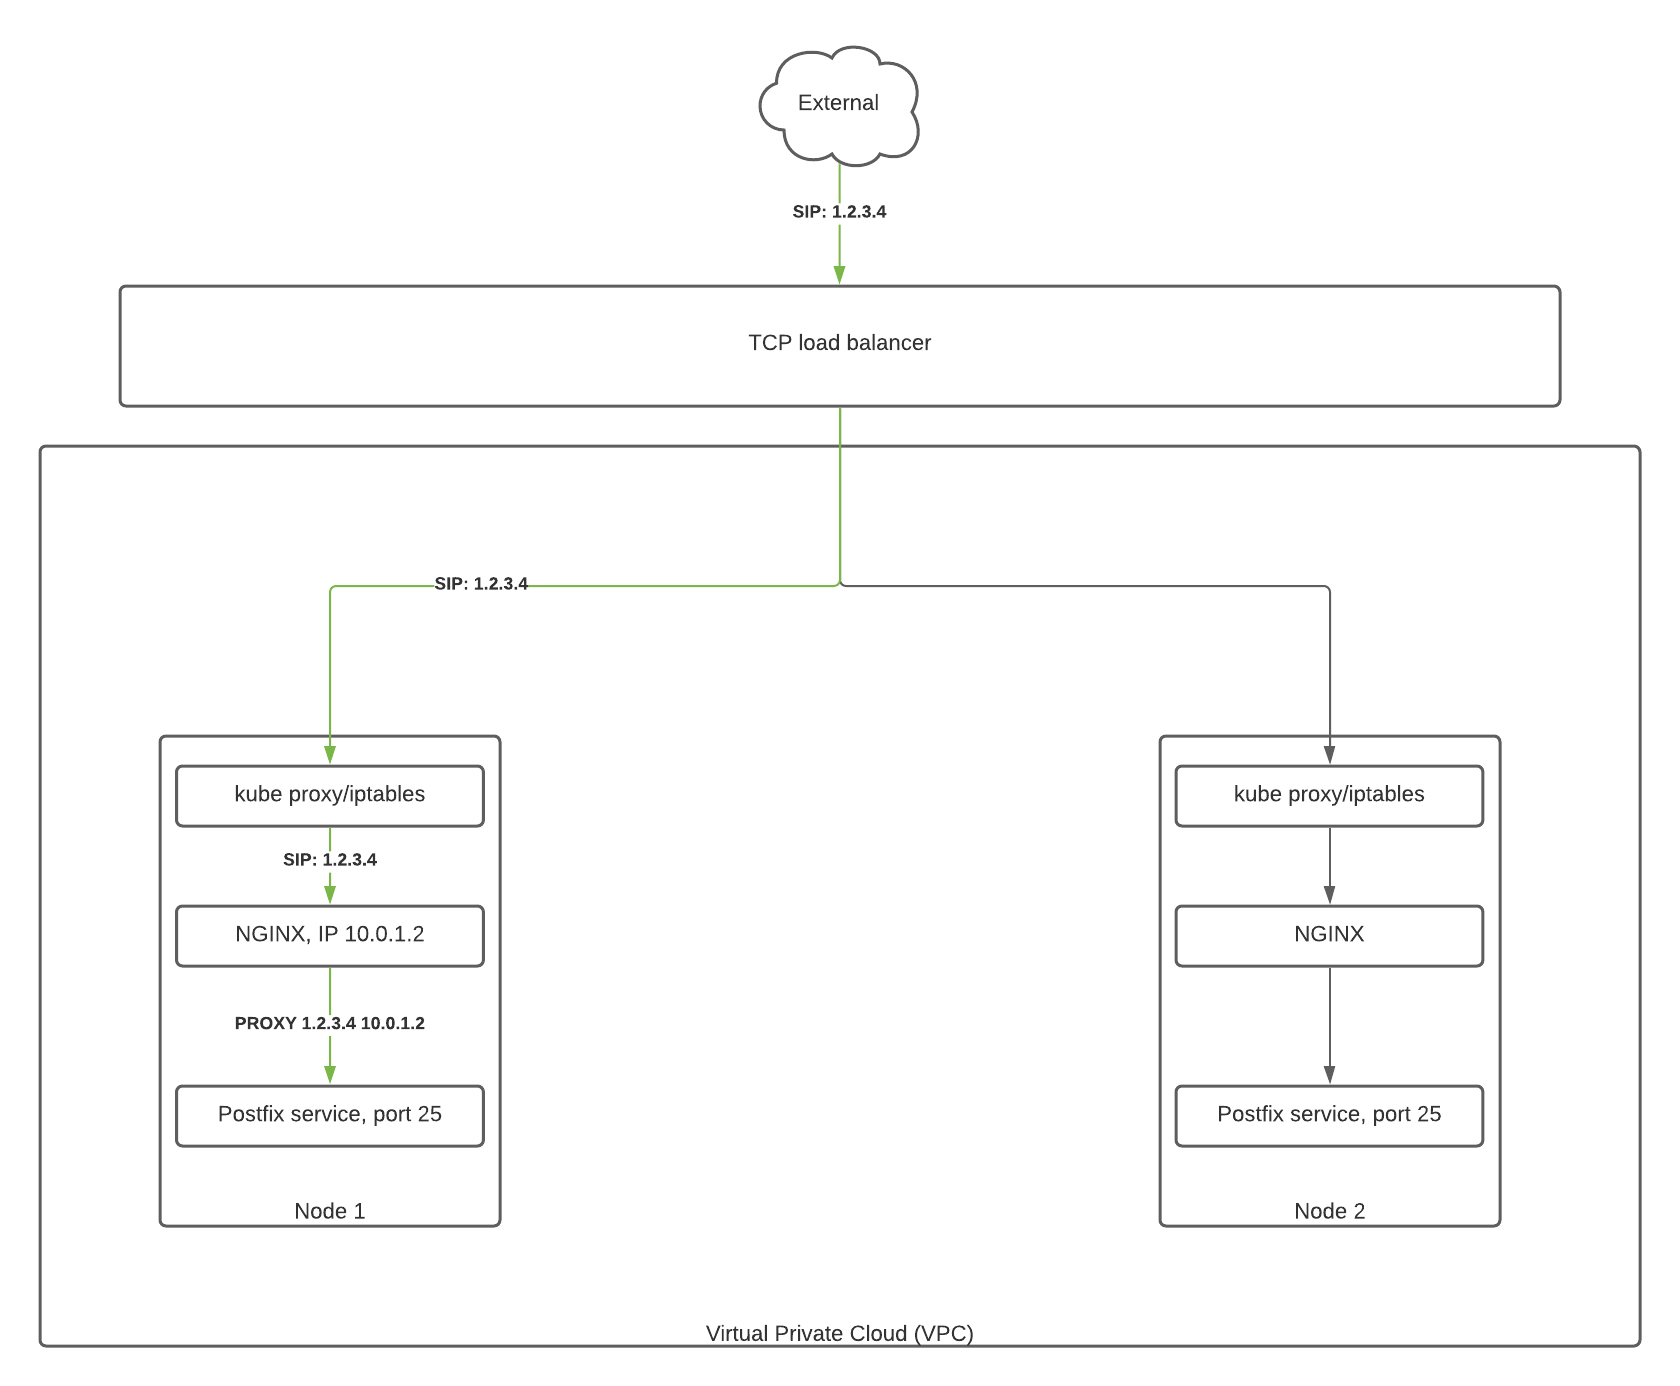 External
SIP: 1.2.3.4
TCP load balancer
SIP: 1.2.3.4
kube proxy/iptables
SIP: 1.2.3.4
NGINX, IP 10.0.1.2
PROXY 1.2.3.4 10.0.1.2
Postfix service, port 25
Node 1
kube proxy/iptables
NGINX
Postfix service, port 25
Node 2
Virtual Private Cloud (VPC)